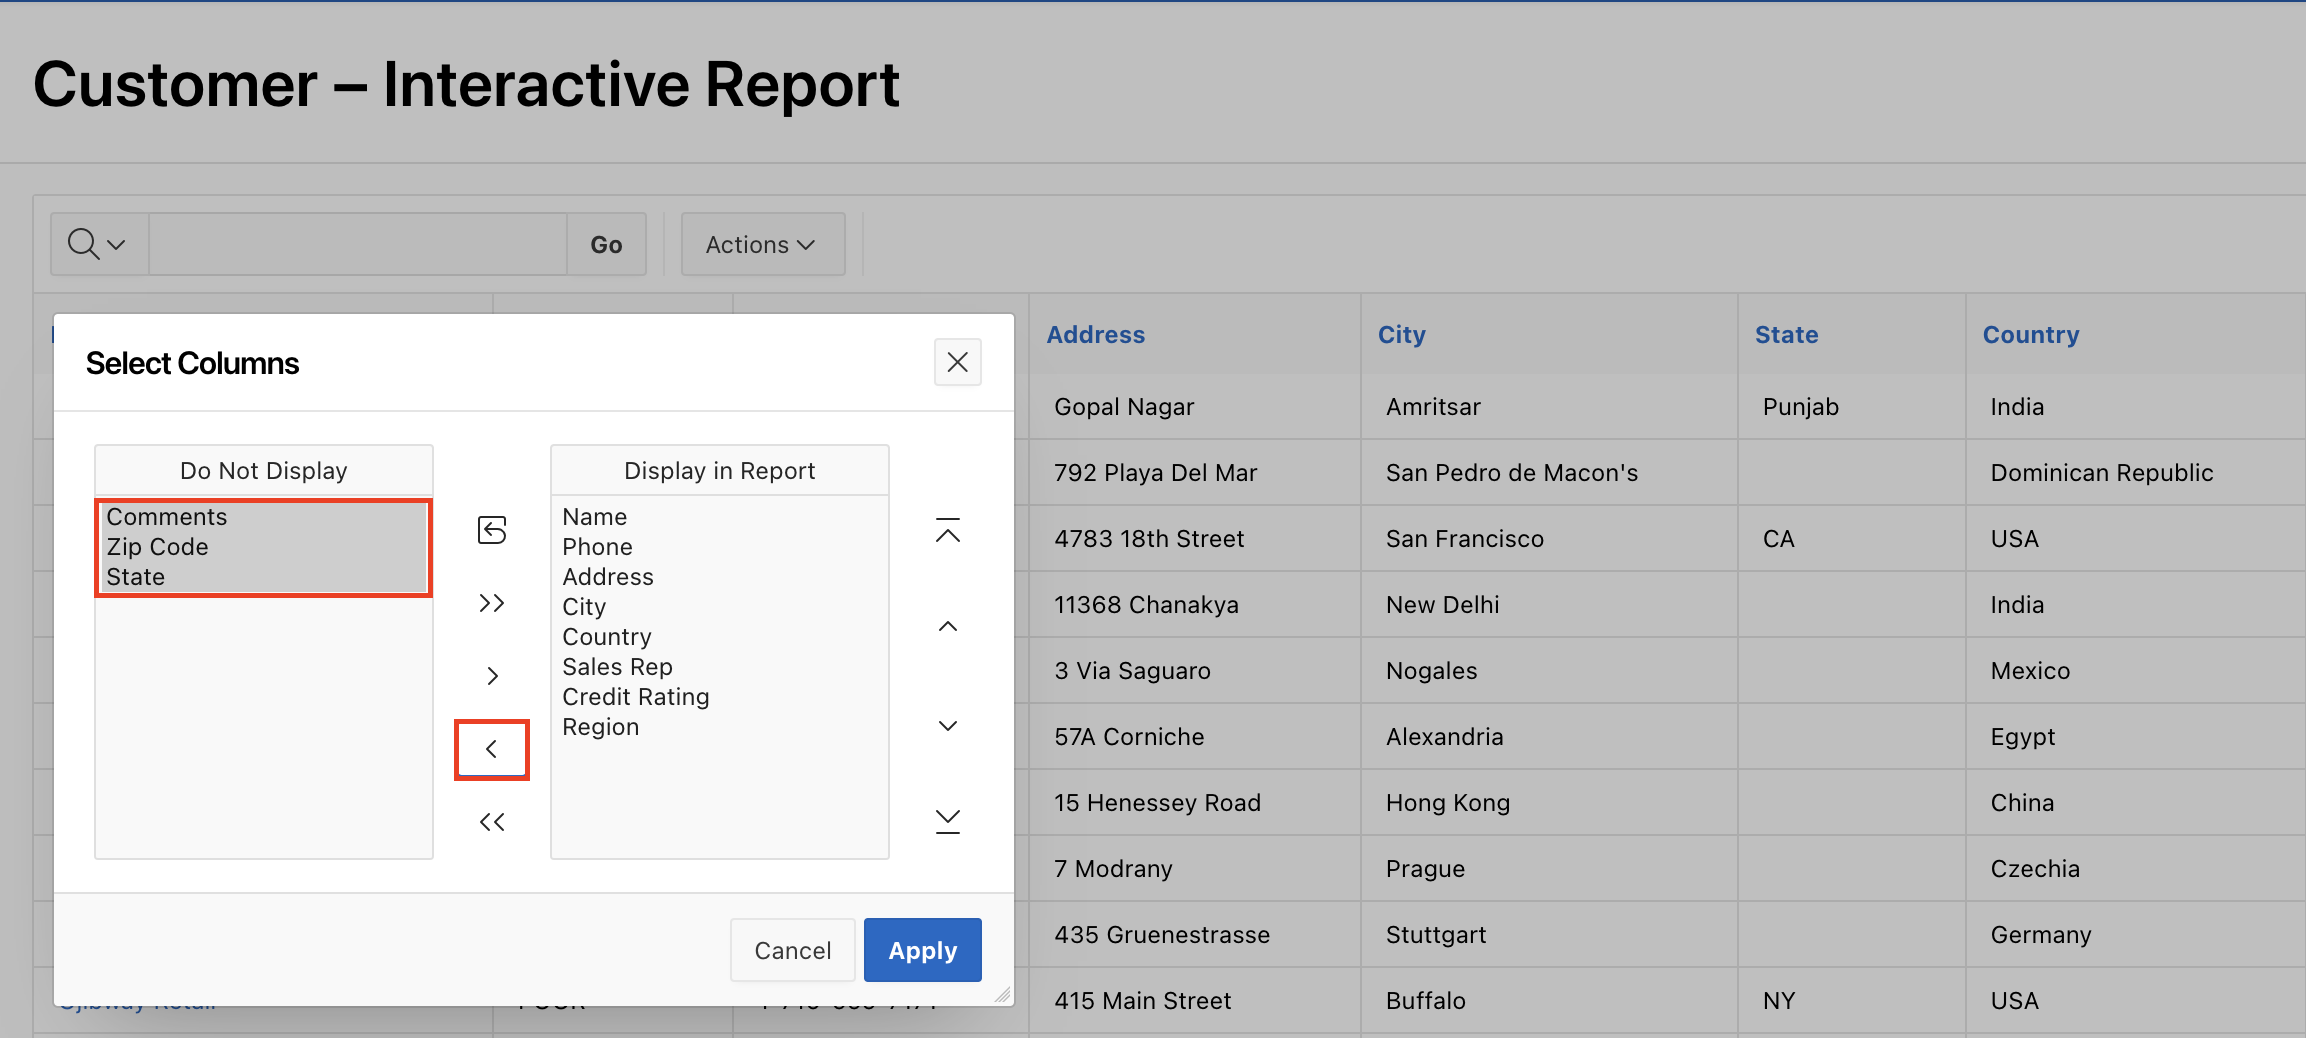 Customer – Interactive Report
Go
Actions
Address City State Country
Select Columns
Gopal Nagar Amritsar Punjab India
Do Not Display Display in Report
792 Playa Del Mar San Pedro de Macon's Dominican Republic
Comments
Zip Code
State
Name
Phone
Address
City
Country
Sales Rep
Credit Rating
Region
4783 18th Street San Francisco CA USA
11368 Chanakya New Delhi India
3 Via Saguaro Nogales Mexico
57A Corniche Alexandria Egypt
15 Henessey Road Hong Kong China
7 Modrany Prague Czechia
435 Gruenestrasse Stuttgart Germany
Cancel Apply
415 Main Street Buffalo NY USA